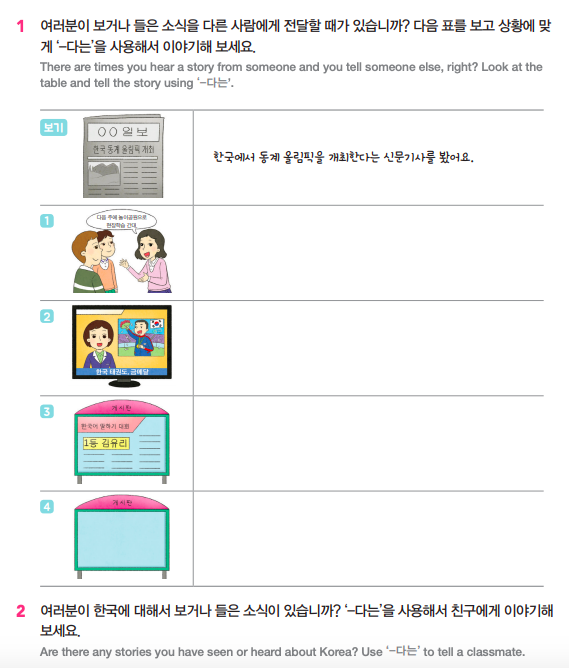 1 여러분이 보거나 들은 소식을 다른 사람에게 전달할 때가 있습니까? 다음 표를 보고 상황에 맞
게 ‘–다는’을 사용해서 이야기해 보세요.
There are times you hear a story from someone and you tell someone else, right? Look at the
table and tell the story using ‘–다는’.
보기
○○일보
한국 동계 올림픽 개최
한국에서 동계 올림픽을 개최한다는 신문기사를 봤어요.
1
다음 주에 놀이공원으로
현장학습 간대.
2
한국 태권도, 금메달
3
게시판
한국어 말하기 대회
1등 김유리
4
게시판
2 여러분이 한국에 대해서 보거나 들은 소식이 있습니까? ‘–다는’을 사용해서 친구에게 이야기해
보세요.
Are there any stories you have seen or heard about Korea? Use ‘–다는’ to tell a classmate.